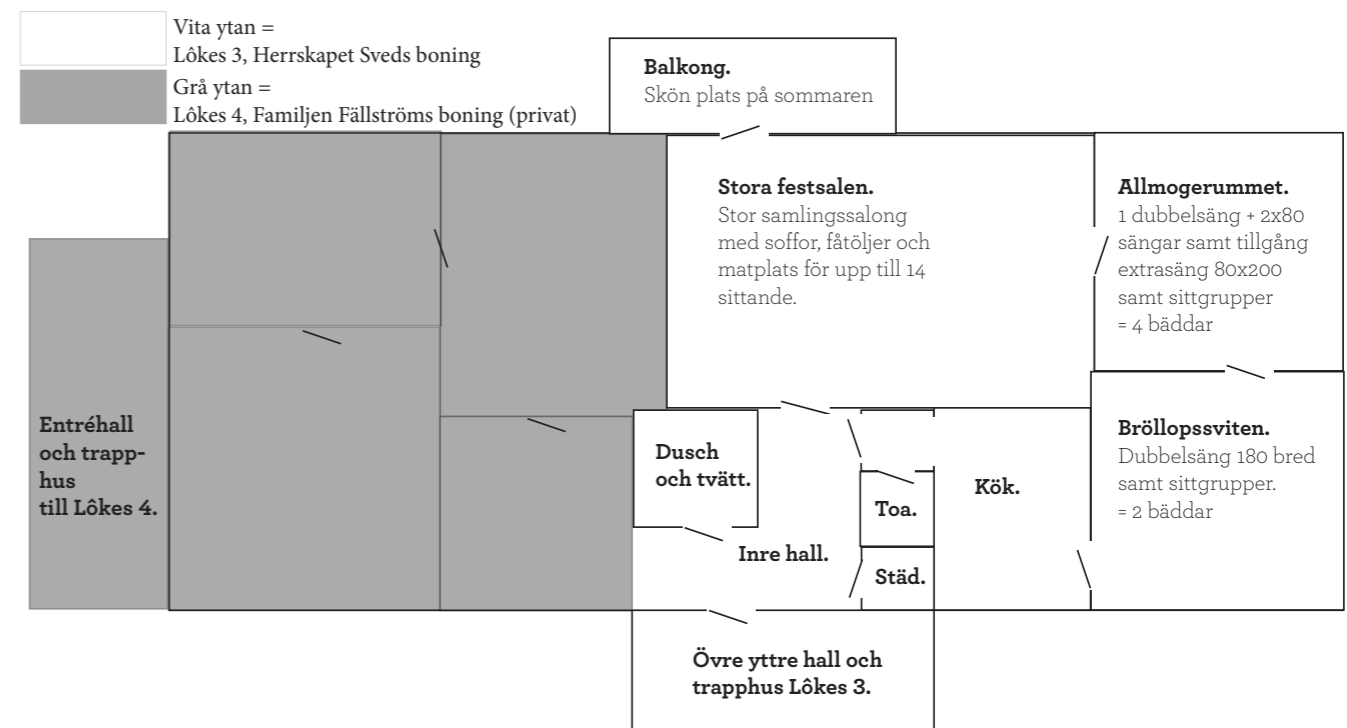 Vita ytan =
Lôkes 3, Herrskapet Sveds boning
Grå ytan =
Lôkes 4, Familjen Fällströms boning (privat)
Balkong.
Skön plats på sommaren
Stora festsalen.
Stor samlingssalong
med soffor, fåtöljer och
matplats för upp till 14
sittande.
Allmogerummet.
1 dubbelsäng + 2x80
sängar samt tillgång
extrasäng 80x200
samt sittgrupper
= 4 bäddar
Entréhall
och trapp-
hus
till Lôkes 4.
Dusch
och tvätt.
Inre hall.
Toa.
Städ.
Kök.
Bröllopssviten.
Dubbelsäng 180 bred
samt sittgrupper.
= 2 bäddar
Övre yttre hall och
trapphus Lôkes 3.